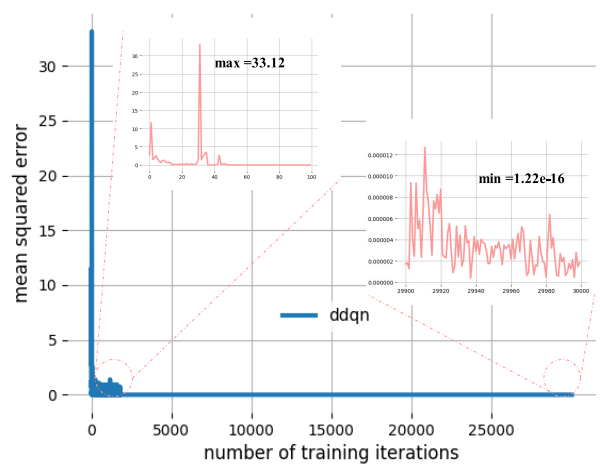 max =33.12
35
30
25
20
15
10
5
0
0 20 40 60 80 100
min =1.22e-16
0.000012
0.000010
0.000008
0.000006
0.000004
0.000002
0.000000
29900 29920 29940 29960 29980 30000
mean squared error
30
25
20
15
10
5
0
ddqn
0 5000 10000 15000 20000 25000
number of training iterations